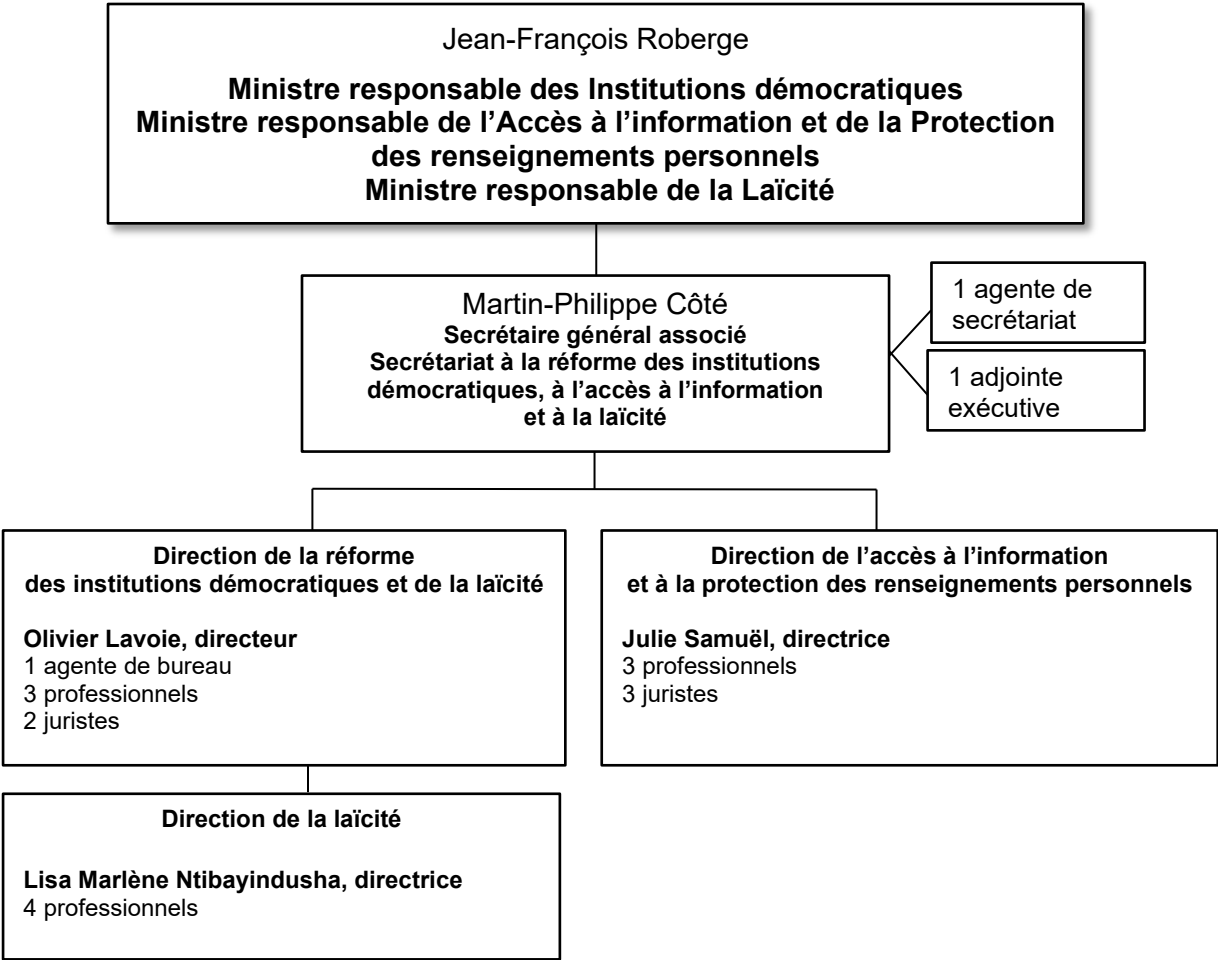 Jean-François Roberge
Ministre responsable des Institutions démocratiques
Ministre responsable de l’Accès à l’information et de la Protection
des renseignements personnels
Ministre responsable de la Laïcité
Martin-Philippe Côté
Secrétaire général associé
Secrétariat à la réforme des institutions
démocratiques, à l’accès à l’information
et à la laïcité
1 agente de
secrétariat
1 adjointe
exécutive
Direction de la réforme
des institutions démocratiques et de la laïcité
Olivier Lavoie, directeur
1 agente de bureau
3 professionnels
2 juristes
Direction de l’accès à l’information
et à la protection des renseignements personnels
Julie Samuël, directrice
3 professionnels
3 juristes
Direction de la laïcité
Lisa Marlène Ntibayindusha, directrice
4 professionnels